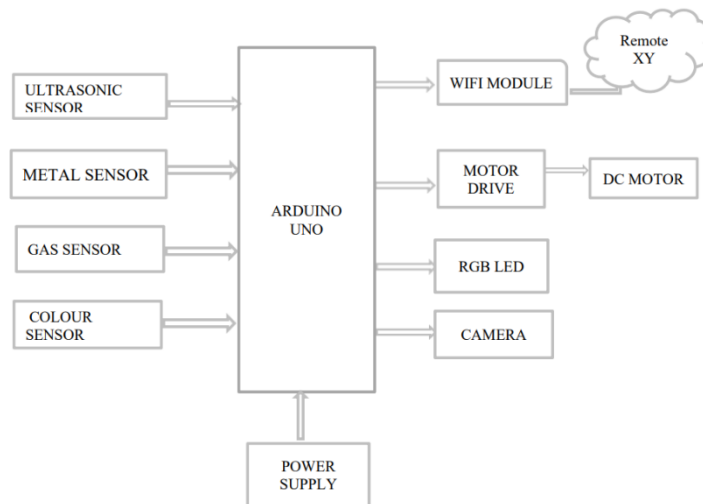 Remote
XY
ULTRASONIC
SENSOR
WIFI MODULE
METAL SENSOR
MOTOR
DRIVE
DC MOTOR
ARDUINO
UNO
GAS SENSOR
RGB LED
COLOUR
SENSOR
CAMERA
POWER
SUPPLY